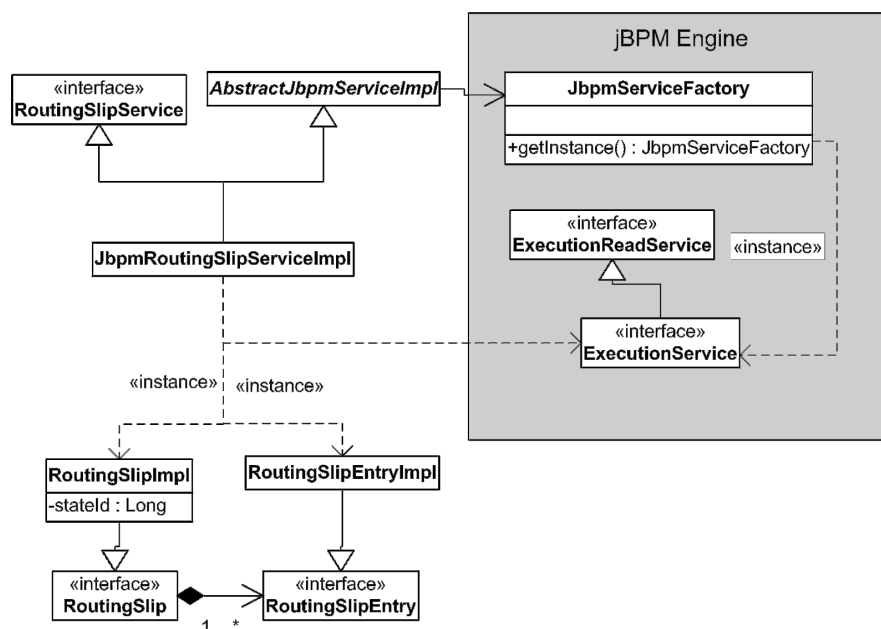 jBPM Engine
«interface»
RoutingSlipService
AbstractJbpmServiceImpl
JbpmServiceFactory
+getInstance() : JbpmServiceFactory
«interface»
ExecutionReadService
«instance»
JbpmRoutingSlipServiceImpl
«interface»
ExecutionService
«instance»
«instance»
RoutingSlipImpl
-stateId : Long
RoutingSlipEntryImpl
«interface»
RoutingSlip
«interface»
RoutingSlipEntry
1
*